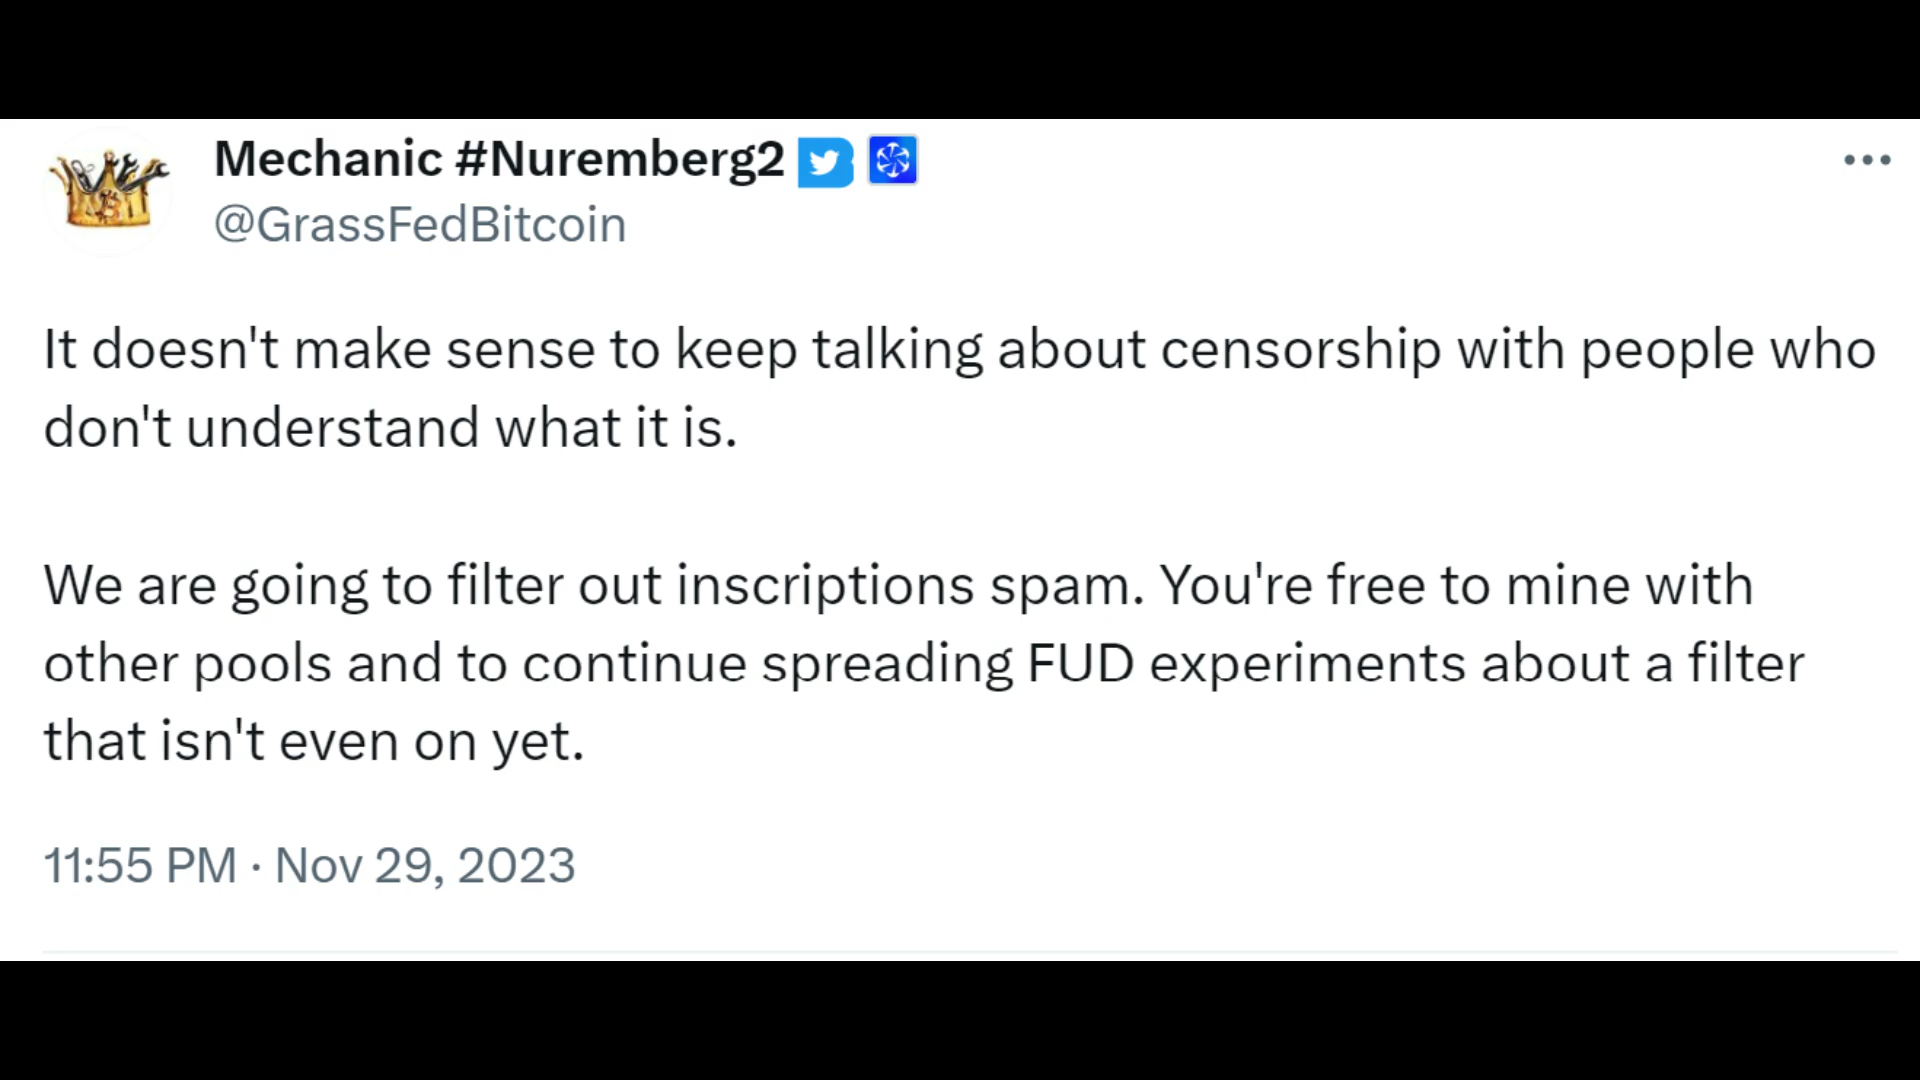 Mechanic #Nuremberg2
@GrassFedBitcoin
It doesn't make sense to keep talking about censorship with people who
don't understand what it is.
We are going to filter out inscriptions spam. You're free to mine with
other pools and to continue spreading FUD experiments about a filter
that isn't even on yet.
11:55 PM · Nov 29, 2023